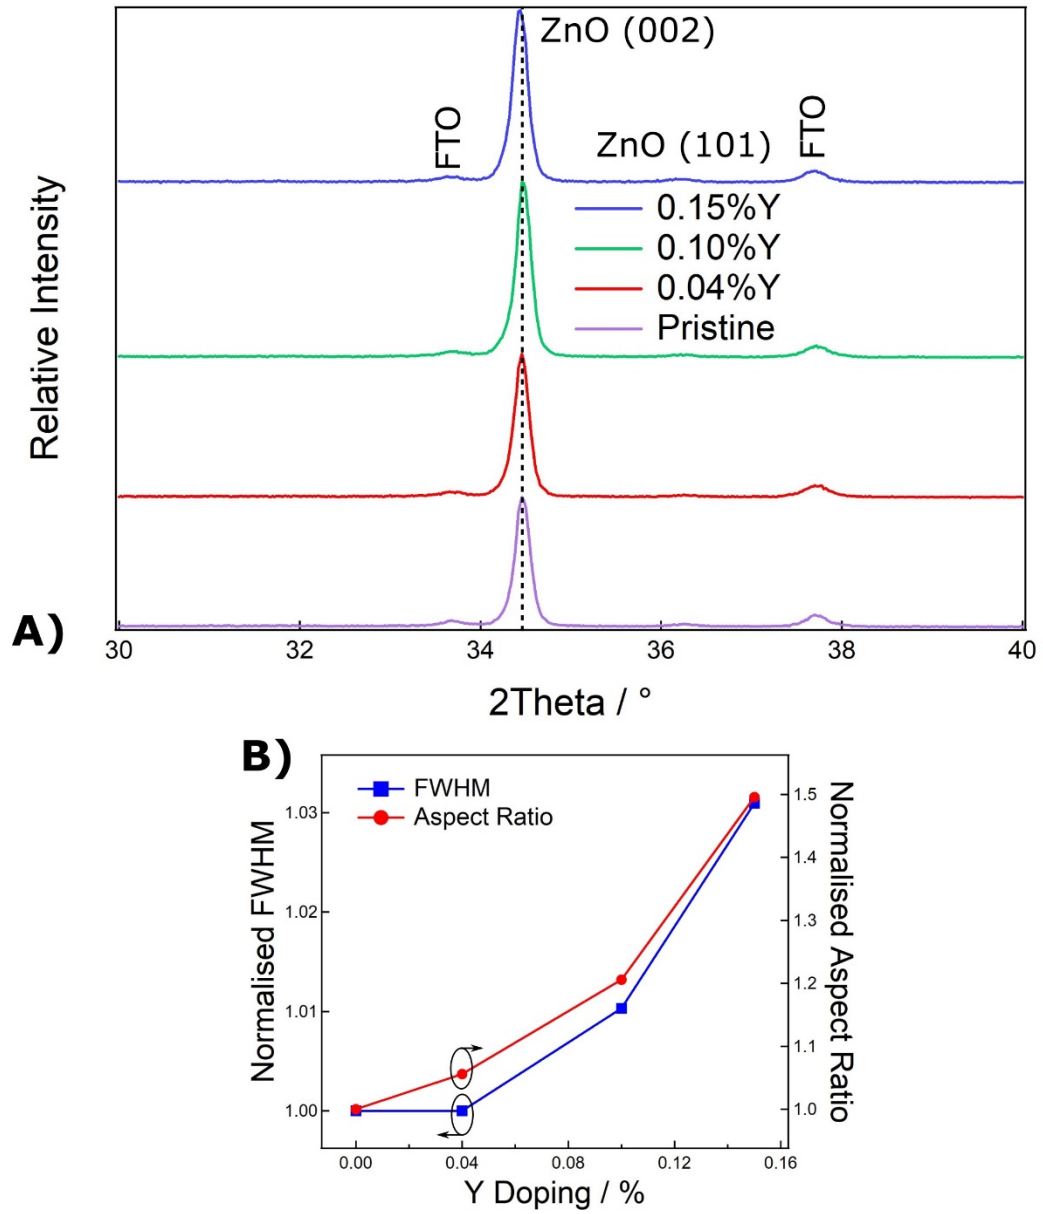 ZnO (002)
FTO
ZnO (101)
FTO
0.15%Y
0.10%Y
0.04%Y
Pristine
Relative Intensity
A)
30 32 34 36 38 40
2Theta / °
B)
FWHM
Aspect Ratio
Normalised FWHM
1.03
1.02
1.01
1.00
1.5
1.4
1.3
1.2
1.1
1.0
Normalised Aspect Ratio
0.00 0.04 0.08 0.12 0.16
Y Doping / %